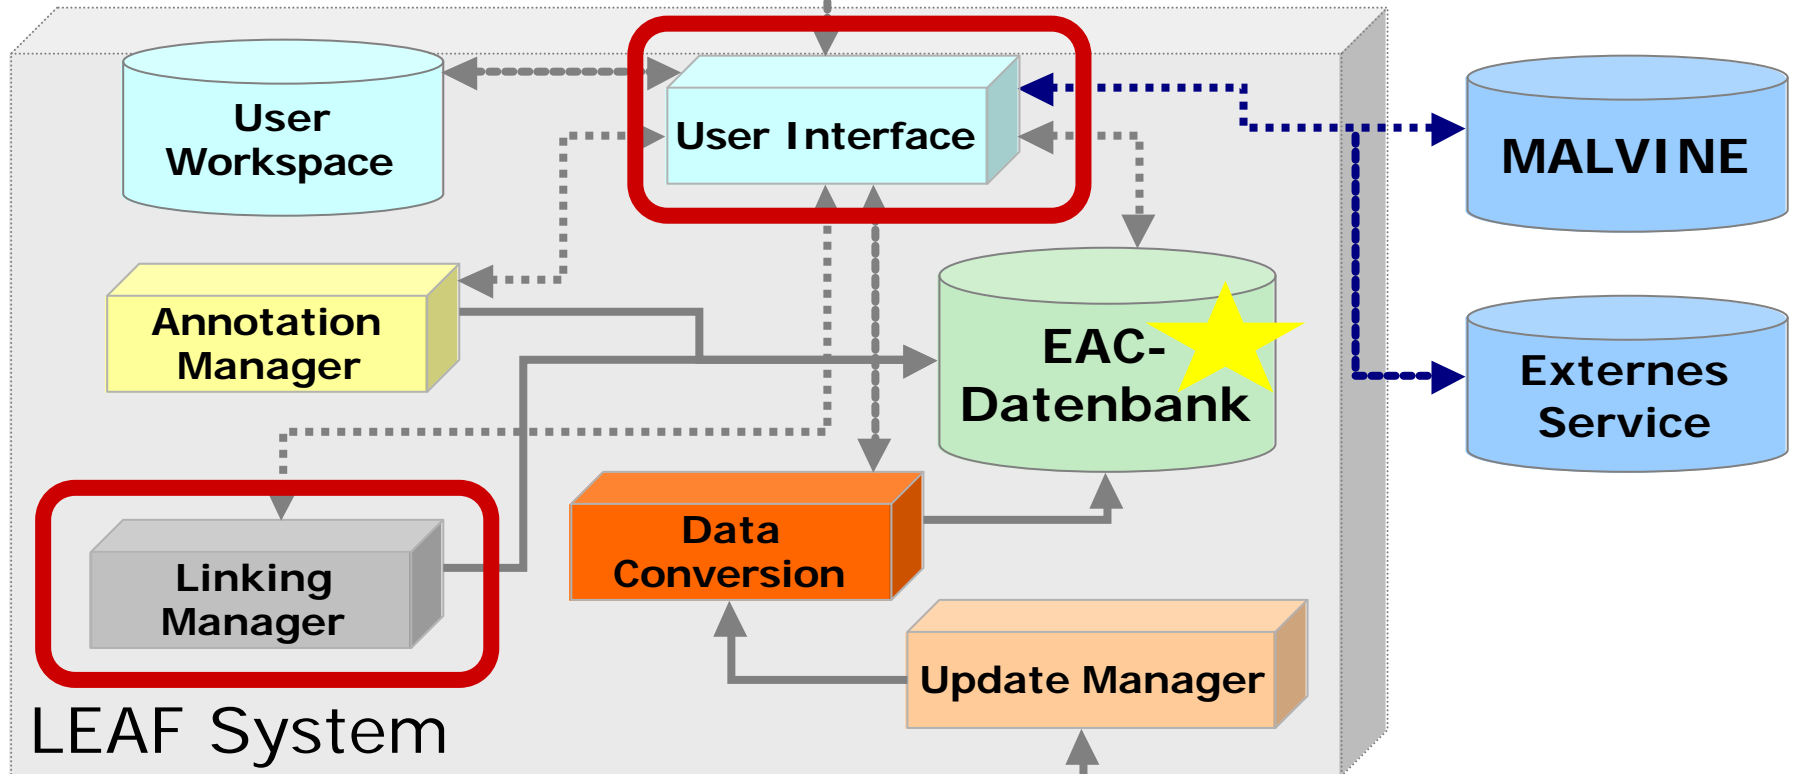 User
Workspace
User Interface
MALVINE
Annotation
Manager
EAC-
Datenbank
Externes
Service
Data
Conversion
Linking
Manager
Update Manager
LEAF System